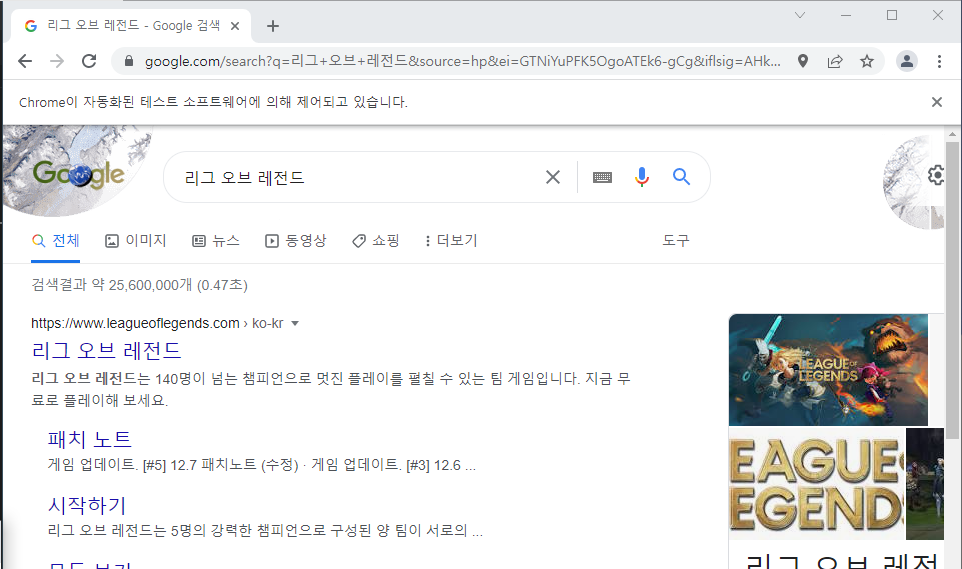 리그 오브 레전드 - Google 검색
google.com/search?q=리그+오브+레전드&source=hp&ei=GTNiYuPFK5OgoATEk6-gCg&iflsig=AHk...
Chrome이 자동화된 테스트 소프트웨어에 의해 제어되고 있습니다.
Google
리그 오브 레전드
전체 이미지 뉴스 동영상 쇼핑 더보기 도구
검색결과 약 25,600,000개 (0.47초)
https://www.leagueoflegends.com › ko-kr
리그 오브 레전드
리그 오브 레전드는 140명이 넘는 챔피언으로 멋진 플레이를 펼칠 수 있는 팀 게임입니다. 지금 무
료로 플레이해 보세요.
패치 노트
게임 업데이트. [#5] 12.7 패치노트 (수정) · 게임 업데이트. [#3] 12.6 ...
시작하기
리그 오브 레전드는 5명의 강력한 챔피언으로 구성된 양 팀이 서로의 ...
모두 보기
LEAGUE OF
LEGENDS
EAGUE
EGENDS
리그 오브 레전